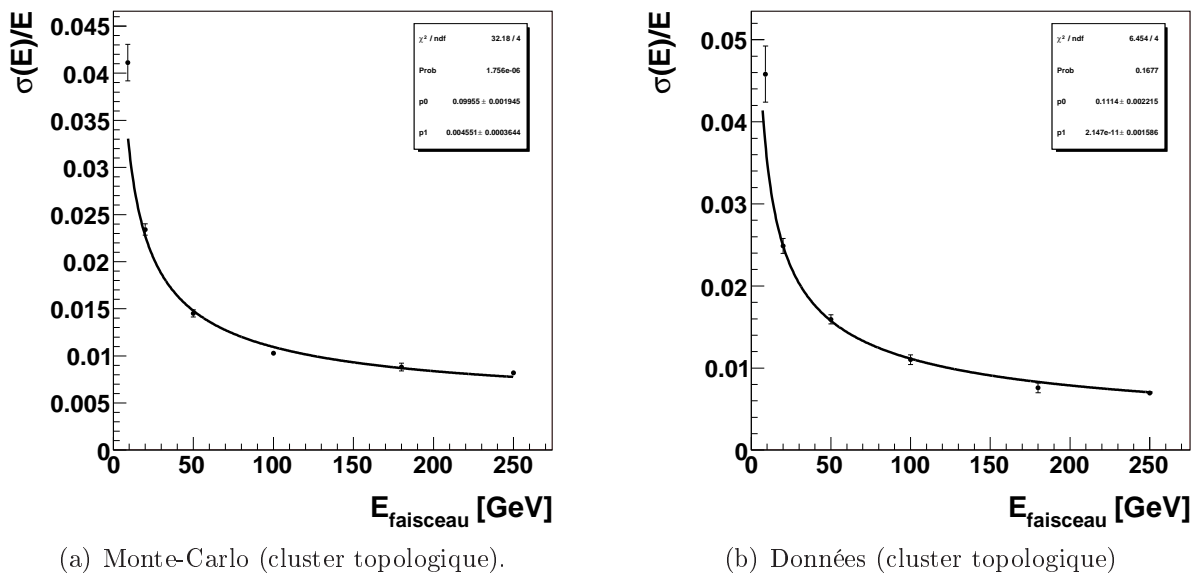 σ(E)/E
0.045
0.04
0.035
0.03
0.025
0.02
0.015
0.01
0.005
0
χ² / ndf 32.18 / 4
Prob 1.756e-06
p0 0.09955 ± 0.001945
p1 0.004551 ± 0.0003644
0 50 100 150 200 250
E_faisceau [GeV]
(a) Monte-Carlo (cluster topologique).
σ(E)/E
0.05
0.04
0.03
0.02
0.01
0
χ² / ndf 6.454 / 4
Prob 0.1677
p0 0.1114 ± 0.002215
p1 2.147e-11 ± 0.001586
0 50 100 150 200 250
E_faisceau [GeV]
(b) Données (cluster topologique)